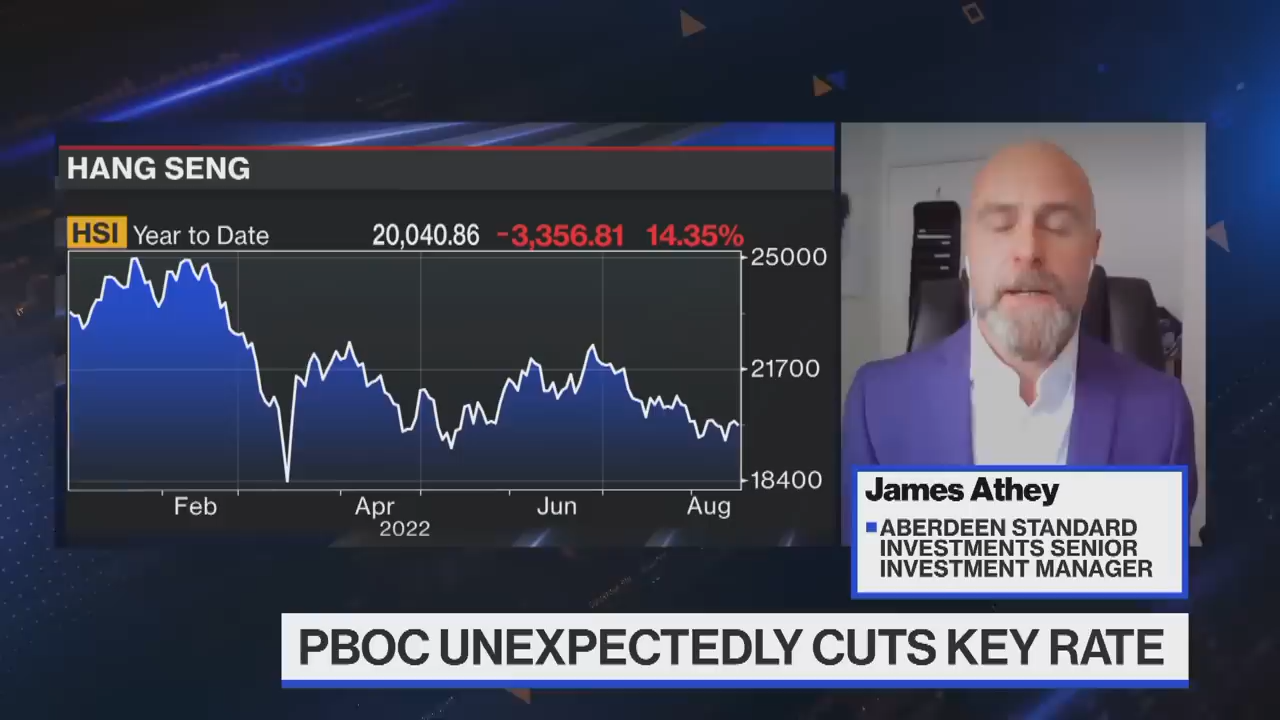 HANG SENG
HSI Year to Date 20,040.86 -3,356.81 14.35%
25000
21700
18400
Feb Apr Jun Aug
2022
James Athey
ABERDEEN STANDARD
INVESTMENTS SENIOR
INVESTMENT MANAGER
PBOC UNEXPECTEDLY CUTS KEY RATE